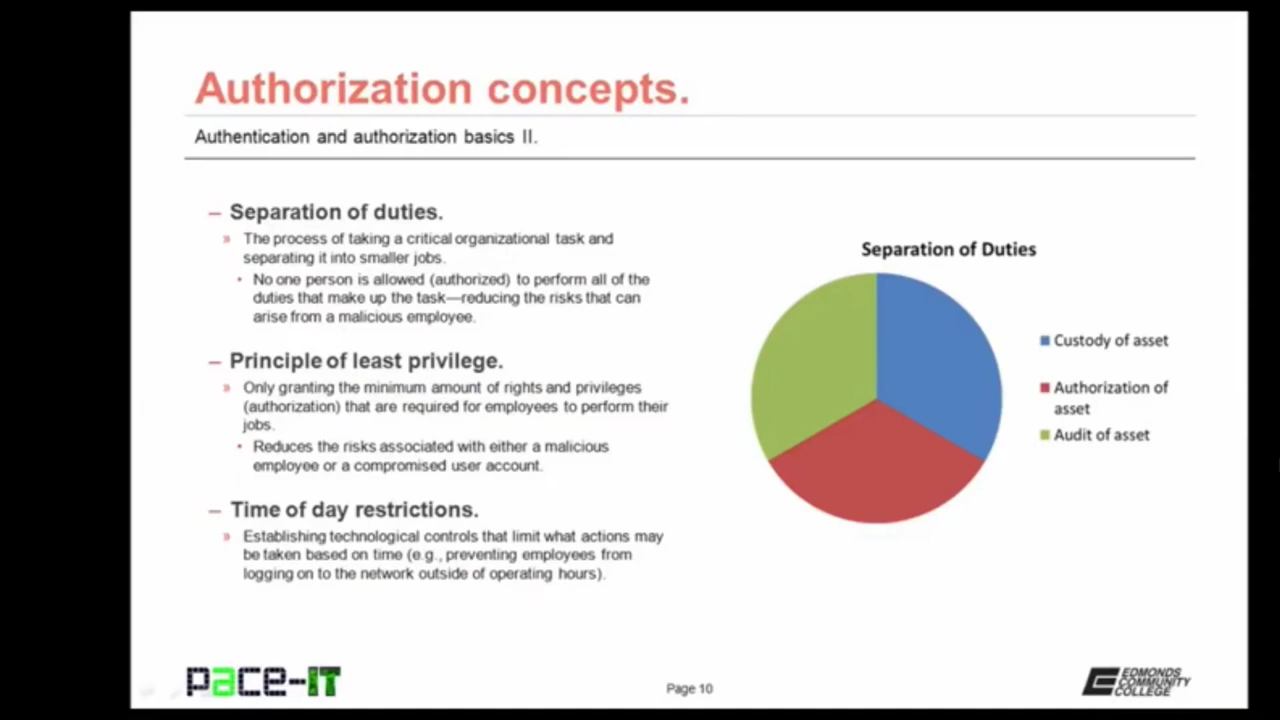 Authorization concepts.
Authentication and authorization basics II.
– Separation of duties.
» The process of taking a critical organizational task and
separating it into smaller jobs.
• No one person is allowed (authorized) to perform all of the
duties that make up the task—reducing the risks that can
arise from a malicious employee.
– Principle of least privilege.
» Only granting the minimum amount of rights and privileges
(authorization) that are required for employees to perform their
jobs.
• Reduces the risks associated with either a malicious
employee or a compromised user account.
– Time of day restrictions.
» Establishing technological controls that limit what actions may
be taken based on time (e.g., preventing employees from
logging on to the network outside of operating hours).
Separation of Duties
Custody of asset
Authorization of
asset
Audit of asset
pace-IT
Page 10
EDMONDS
COMMUNITY
COLLEGE